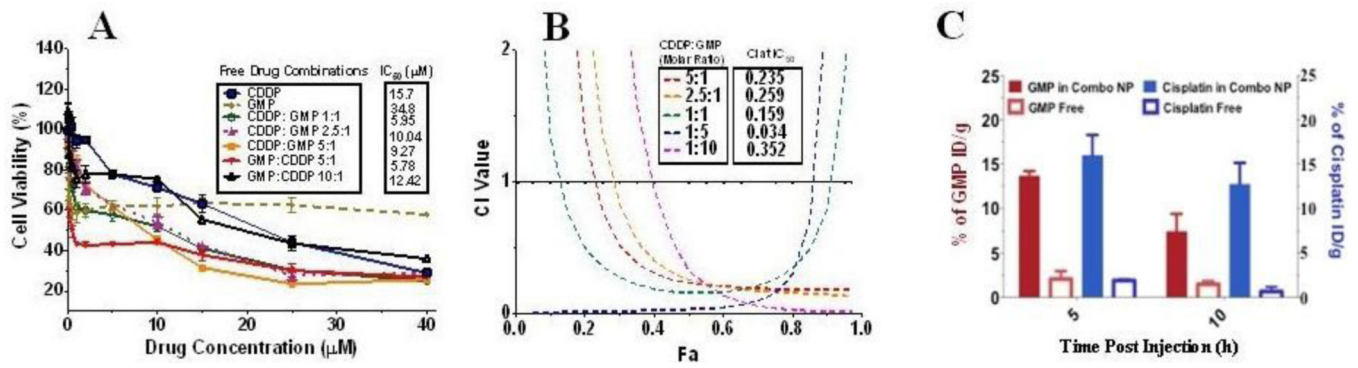 A
Cell Viability (%)
140
120
100
80
60
40
20
0
10
20
30
40
Drug Concentration (μM)
Free Drug Combinations
IC50 (μM)
CDDP
15.7
GMP
34.8
CDDP: GMP 1:1
5.95
CDDP: GMP 2.5:1
10.04
CDDP:GMP 5:1
9.27
GMP:CDDP 5:1
5.78
GMP:CDDP 10:1
12.42
B
CI Value
2
1
0
0.0
0.2
0.4
0.6
0.8
1.0
Fa
CDDP:GMP
(Molar Ratio)
CI at IC50
5:1
0.235
2.5:1
0.259
1:1
0.159
1:5
0.034
1:10
0.352
C
% of GMP ID/g
25
20
15
10
5
0
GMP in Combo NP
Cisplatin in Combo NP
GMP Free
Cisplatin Free
25
20
15
10
5
0
% of Cisplatin ID/g
5
10
Time Post Injection (h)